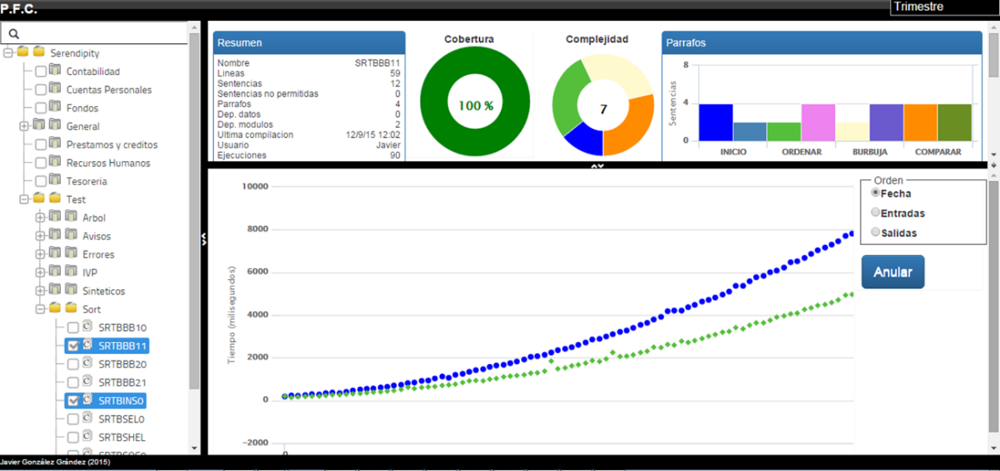 P.F.C.
Trimestre
Serendipity
Contabilidad
Cuentas Personales
Fondos
General
Prestamos y creditos
Recursos Humanos
Tesoreria
Test
Arbol
Avisos
Errores
IVP
Sinteticos
Sort
SRTBBB10
SRTBBB11
SRTBBB20
SRTBBB21
SRTBINS0
SRTBSEL0
SRTBSHEL
Resumen
Nombre SRTBBB11
Lineas 59
Sentencias 12
Sentencias no permitidas 0
Parrafos 4
Dep. datos 0
Dep. modulos 2
Ultima compilacion 12/9/15 12:02
Usuario Javier
Ejecuciones 90
Cobertura
100 %
Complejidad
7
Parrafos
Sentencias
8
4
0
INICIO ORDENAR BURBUJA COMPARAR
Tiempo (milisegundos)
10000
8000
6000
4000
2000
0
-2000
0
Orden
Fecha
Entradas
Salidas
Anular
Javier González Grández (2015)